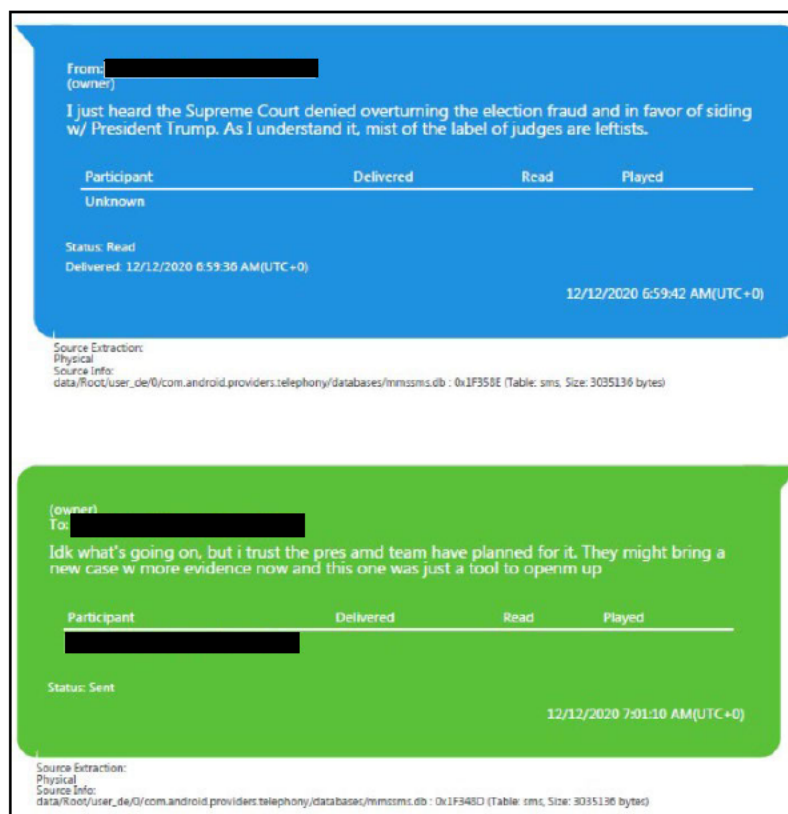 From:
(owner)
I just heard the Supreme Court denied overturning the election fraud and in favor of siding
w/ President Trump. As I understand it, mist of the label of judges are leftists.
Participant Delivered Read Played
Unknown
Status: Read
Delivered: 12/12/2020 6:59:36 AM(UTC+0)
12/12/2020 6:59:42 AM(UTC+0)
Source Extraction:
Physical
Source Info:
data/Root/user_de/0/com.android.providers.telephony/databases/mmssms.db : 0x1F358E (Table: sms, Size: 3035136 bytes)
(owner)
To:
Idk what's going on, but i trust the pres amd team have planned for it. They might bring a
new case w more evidence now and this one was just a tool to openm up
Participant Delivered Read Played
Status: Sent
12/12/2020 7:01:10 AM(UTC+0)
Source Extraction:
Physical
Source Info:
data/Root/user_de/0/com.android.providers.telephony/databases/mmssms.db : 0x1F348D (Table: sms, Size: 3035136 bytes)